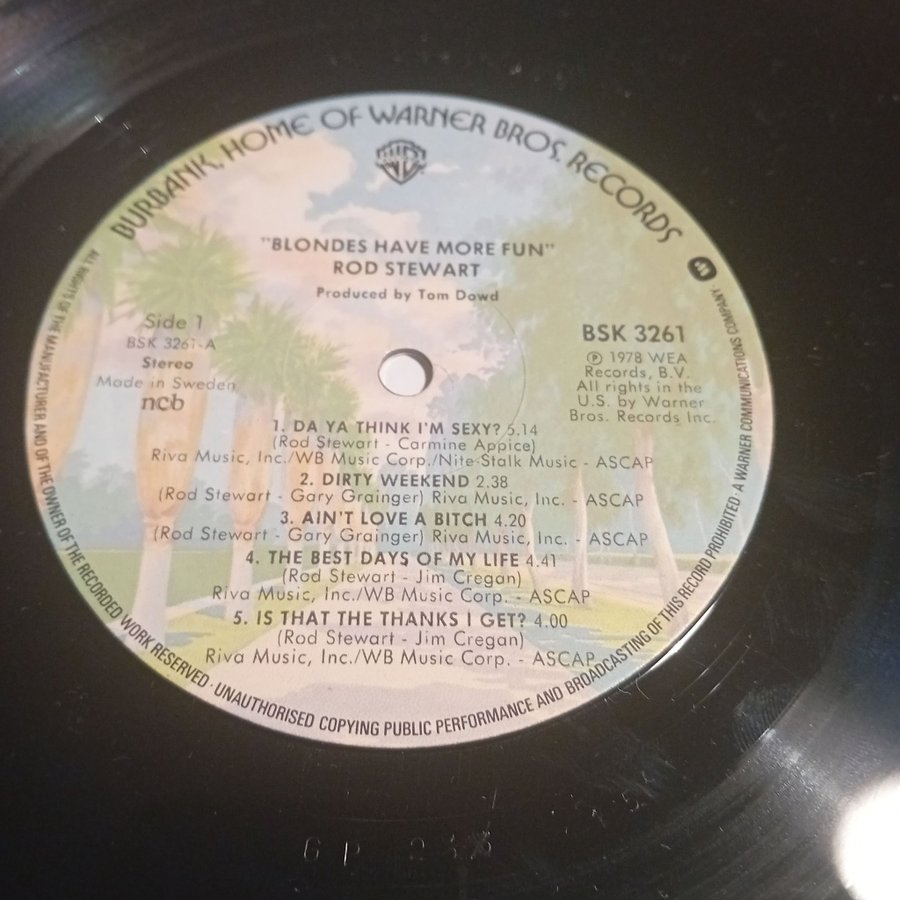 BURBANK, HOME OF WARNER BROS. RECORDS
"BLONDES HAVE MORE FUN"
ROD STEWART
Produced by Tom Dowd
Side 1
BSK 3261-A
Stereo
Made in Sweden
ncb
BSK 3261
Ⓟ 1978 WEA
Records, B.V.
All rights in the
U.S. by Warner
Bros. Records Inc.
1. DA YA THINK I'M SEXY? 5.14
(Rod Stewart - Carmine Appice)
Riva Music, Inc./WB Music Corp./Nite-Stalk Music - ASCAP
2. DIRTY WEEKEND 2.38
(Rod Stewart - Gary Grainger) Riva Music, Inc. - ASCAP
3. AIN'T LOVE A BITCH 4.20
(Rod Stewart - Gary Grainger) Riva Music, Inc. - ASCAP
4. THE BEST DAYS OF MY LIFE 4.41
(Rod Stewart - Jim Cregan)
Riva Music, Inc./WB Music Corp. - ASCAP
5. IS THAT THE THANKS I GET? 4.00
(Rod Stewart - Jim Cregan)
Riva Music, Inc./WB Music Corp. - ASCAP
ALL RIGHTS OF THE MANUFACTURER AND OF THE OWNER OF THE RECORDED WORK RESERVED · UNAUTHORISED COPYING PUBLIC PERFORMANCE AND BROADCASTING OF THIS RECORD PROHIBITED · A WARNER COMMUNICATIONS COMPANY
GP